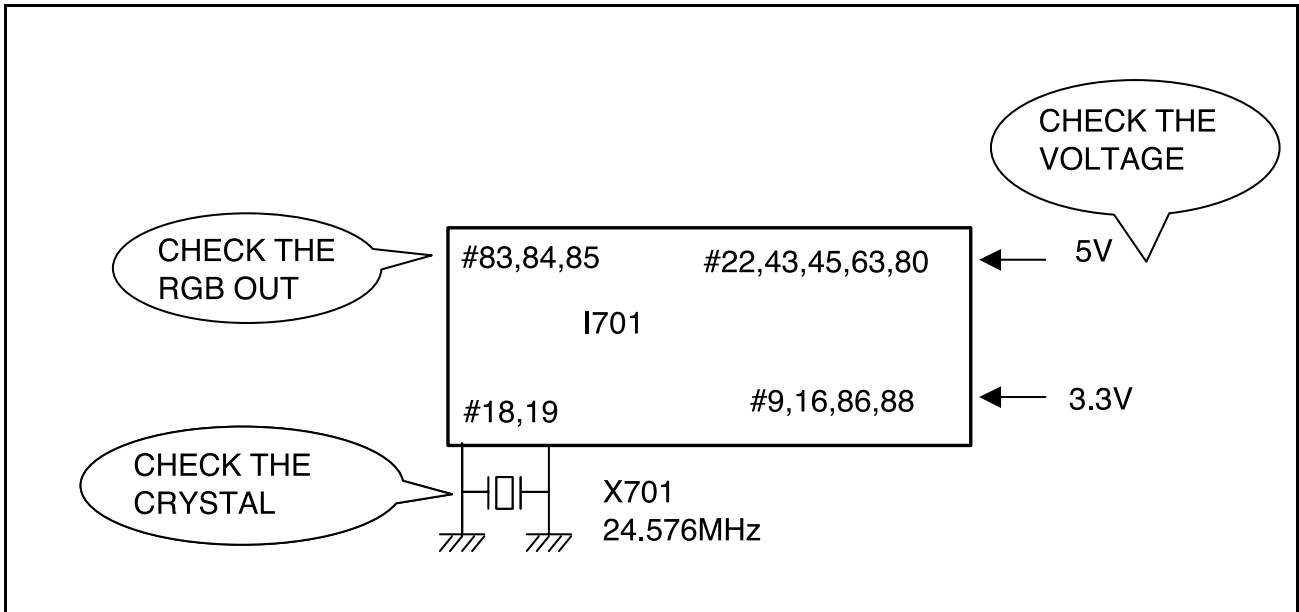 CHECK THE
VOLTAGE
CHECK THE
RGB OUT
#83,84,85
#22,43,45,63,80
5V
I701
#18,19
#9,16,86,88
3.3V
CHECK THE
CRYSTAL
X701
24.576MHz